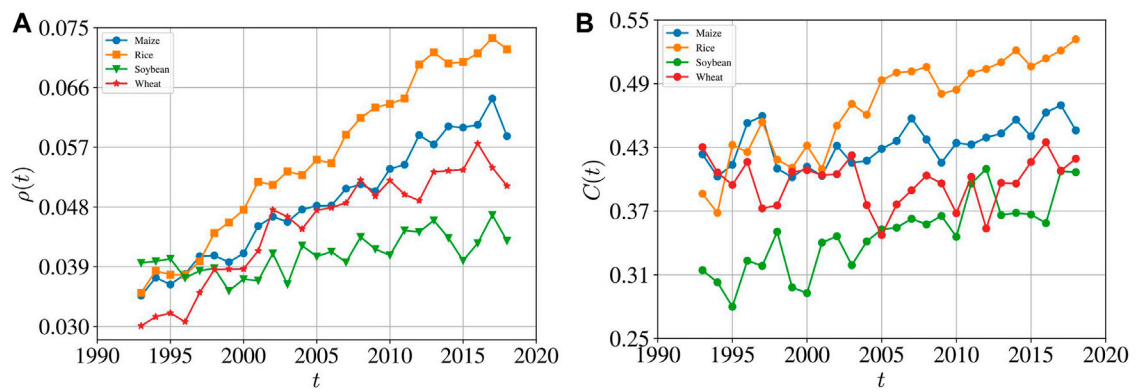 A
0.075
0.066
0.057
0.048
0.039
0.030
ρ(t)
Maize
Rice
Soybean
Wheat
1990 1995 2000 2005 2010 2015 2020
t
B
0.55
0.49
0.43
0.37
0.31
0.25
C(t)
Maize
Rice
Soybean
Wheat
1990 1995 2000 2005 2010 2015 2020
t